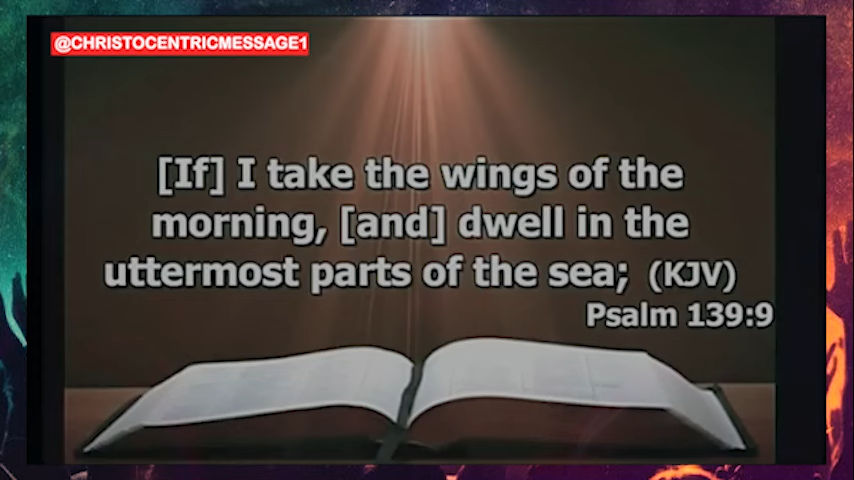 @CHRISTOCENTRICMESSAGE1
[If] I take the wings of the
morning, [and] dwell in the
uttermost parts of the sea; (KJV)
Psalm 139:9